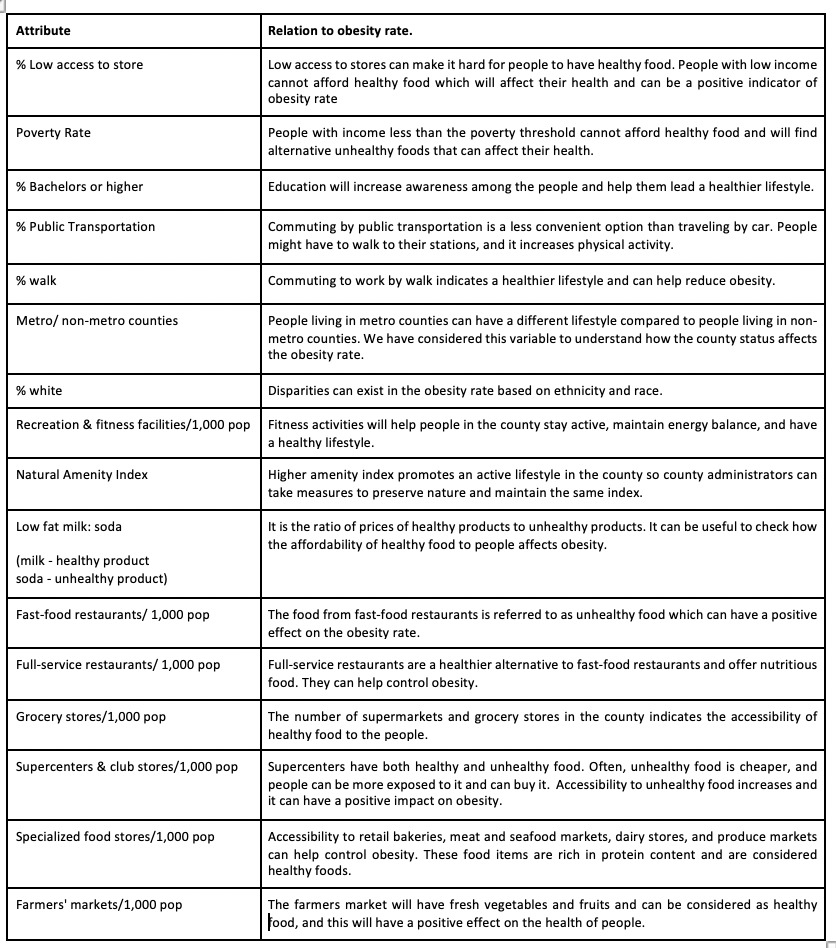 Attribute
Relation to obesity rate.
% Low access to store
Low access to stores can make it hard for people to have healthy food. People with low income
cannot afford healthy food which will affect their health and can be a positive indicator of
obesity rate
Poverty Rate
People with income less than the poverty threshold cannot afford healthy food and will find
alternative unhealthy foods that can affect their health.
% Bachelors or higher
Education will increase awareness among the people and help them lead a healthier lifestyle.
% Public Transportation
Commuting by public transportation is a less convenient option than traveling by car. People
might have to walk to their stations, and it increases physical activity.
% walk
Commuting to work by walk indicates a healthier lifestyle and can help reduce obesity.
Metro/ non-metro counties
People living in metro counties can have a different lifestyle compared to people living in non-
metro counties. We have considered this variable to understand how the county status affects
the obesity rate.
% white
Disparities can exist in the obesity rate based on ethnicity and race.
Recreation & fitness facilities/1,000 pop
Fitness activities will help people in the county stay active, maintain energy balance, and have
a healthy lifestyle.
Natural Amenity Index
Higher amenity index promotes an active lifestyle in the county so county administrators can
take measures to preserve nature and maintain the same index.
Low fat milk: soda
(milk - healthy product
soda - unhealthy product)
It is the ratio of prices of healthy products to unhealthy products. It can be useful to check how
the affordability of healthy food to people affects obesity.
Fast-food restaurants/ 1,000 pop
The food from fast-food restaurants is referred to as unhealthy food which can have a positive
effect on the obesity rate.
Full-service restaurants/ 1,000 pop
Full-service restaurants are a healthier alternative to fast-food restaurants and offer nutritious
food. They can help control obesity.
Grocery stores/1,000 pop
The number of supermarkets and grocery stores in the county indicates the accessibility of
healthy food to the people.
Supercenters & club stores/1,000 pop
Supercenters have both healthy and unhealthy food. Often, unhealthy food is cheaper, and
people can be more exposed to it and can buy it.  Accessibility to unhealthy food increases and
it can have a positive impact on obesity.
Specialized food stores/1,000 pop
Accessibility to retail bakeries, meat and seafood markets, dairy stores, and produce markets
can help control obesity. These food items are rich in protein content and are considered
healthy foods.
Farmers' markets/1,000 pop
The farmers market will have fresh vegetables and fruits and can be considered as healthy
food, and this will have a positive effect on the health of people.